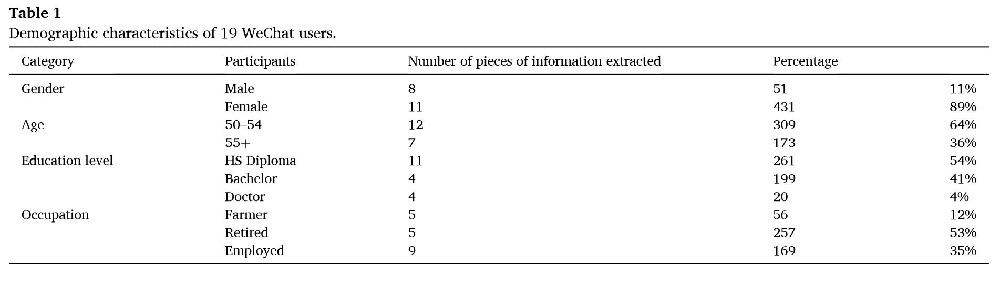 Table 1
Demographic characteristics of 19 WeChat users.
Category Participants Number of pieces of information extracted Percentage
Gender Male 8 51 11%
Female 11 431 89%
Age 50–54 12 309 64%
55+ 7 173 36%
Education level HS Diploma 11 261 54%
Bachelor 4 199 41%
Doctor 4 20 4%
Occupation Farmer 5 56 12%
Retired 5 257 53%
Employed 9 169 35%